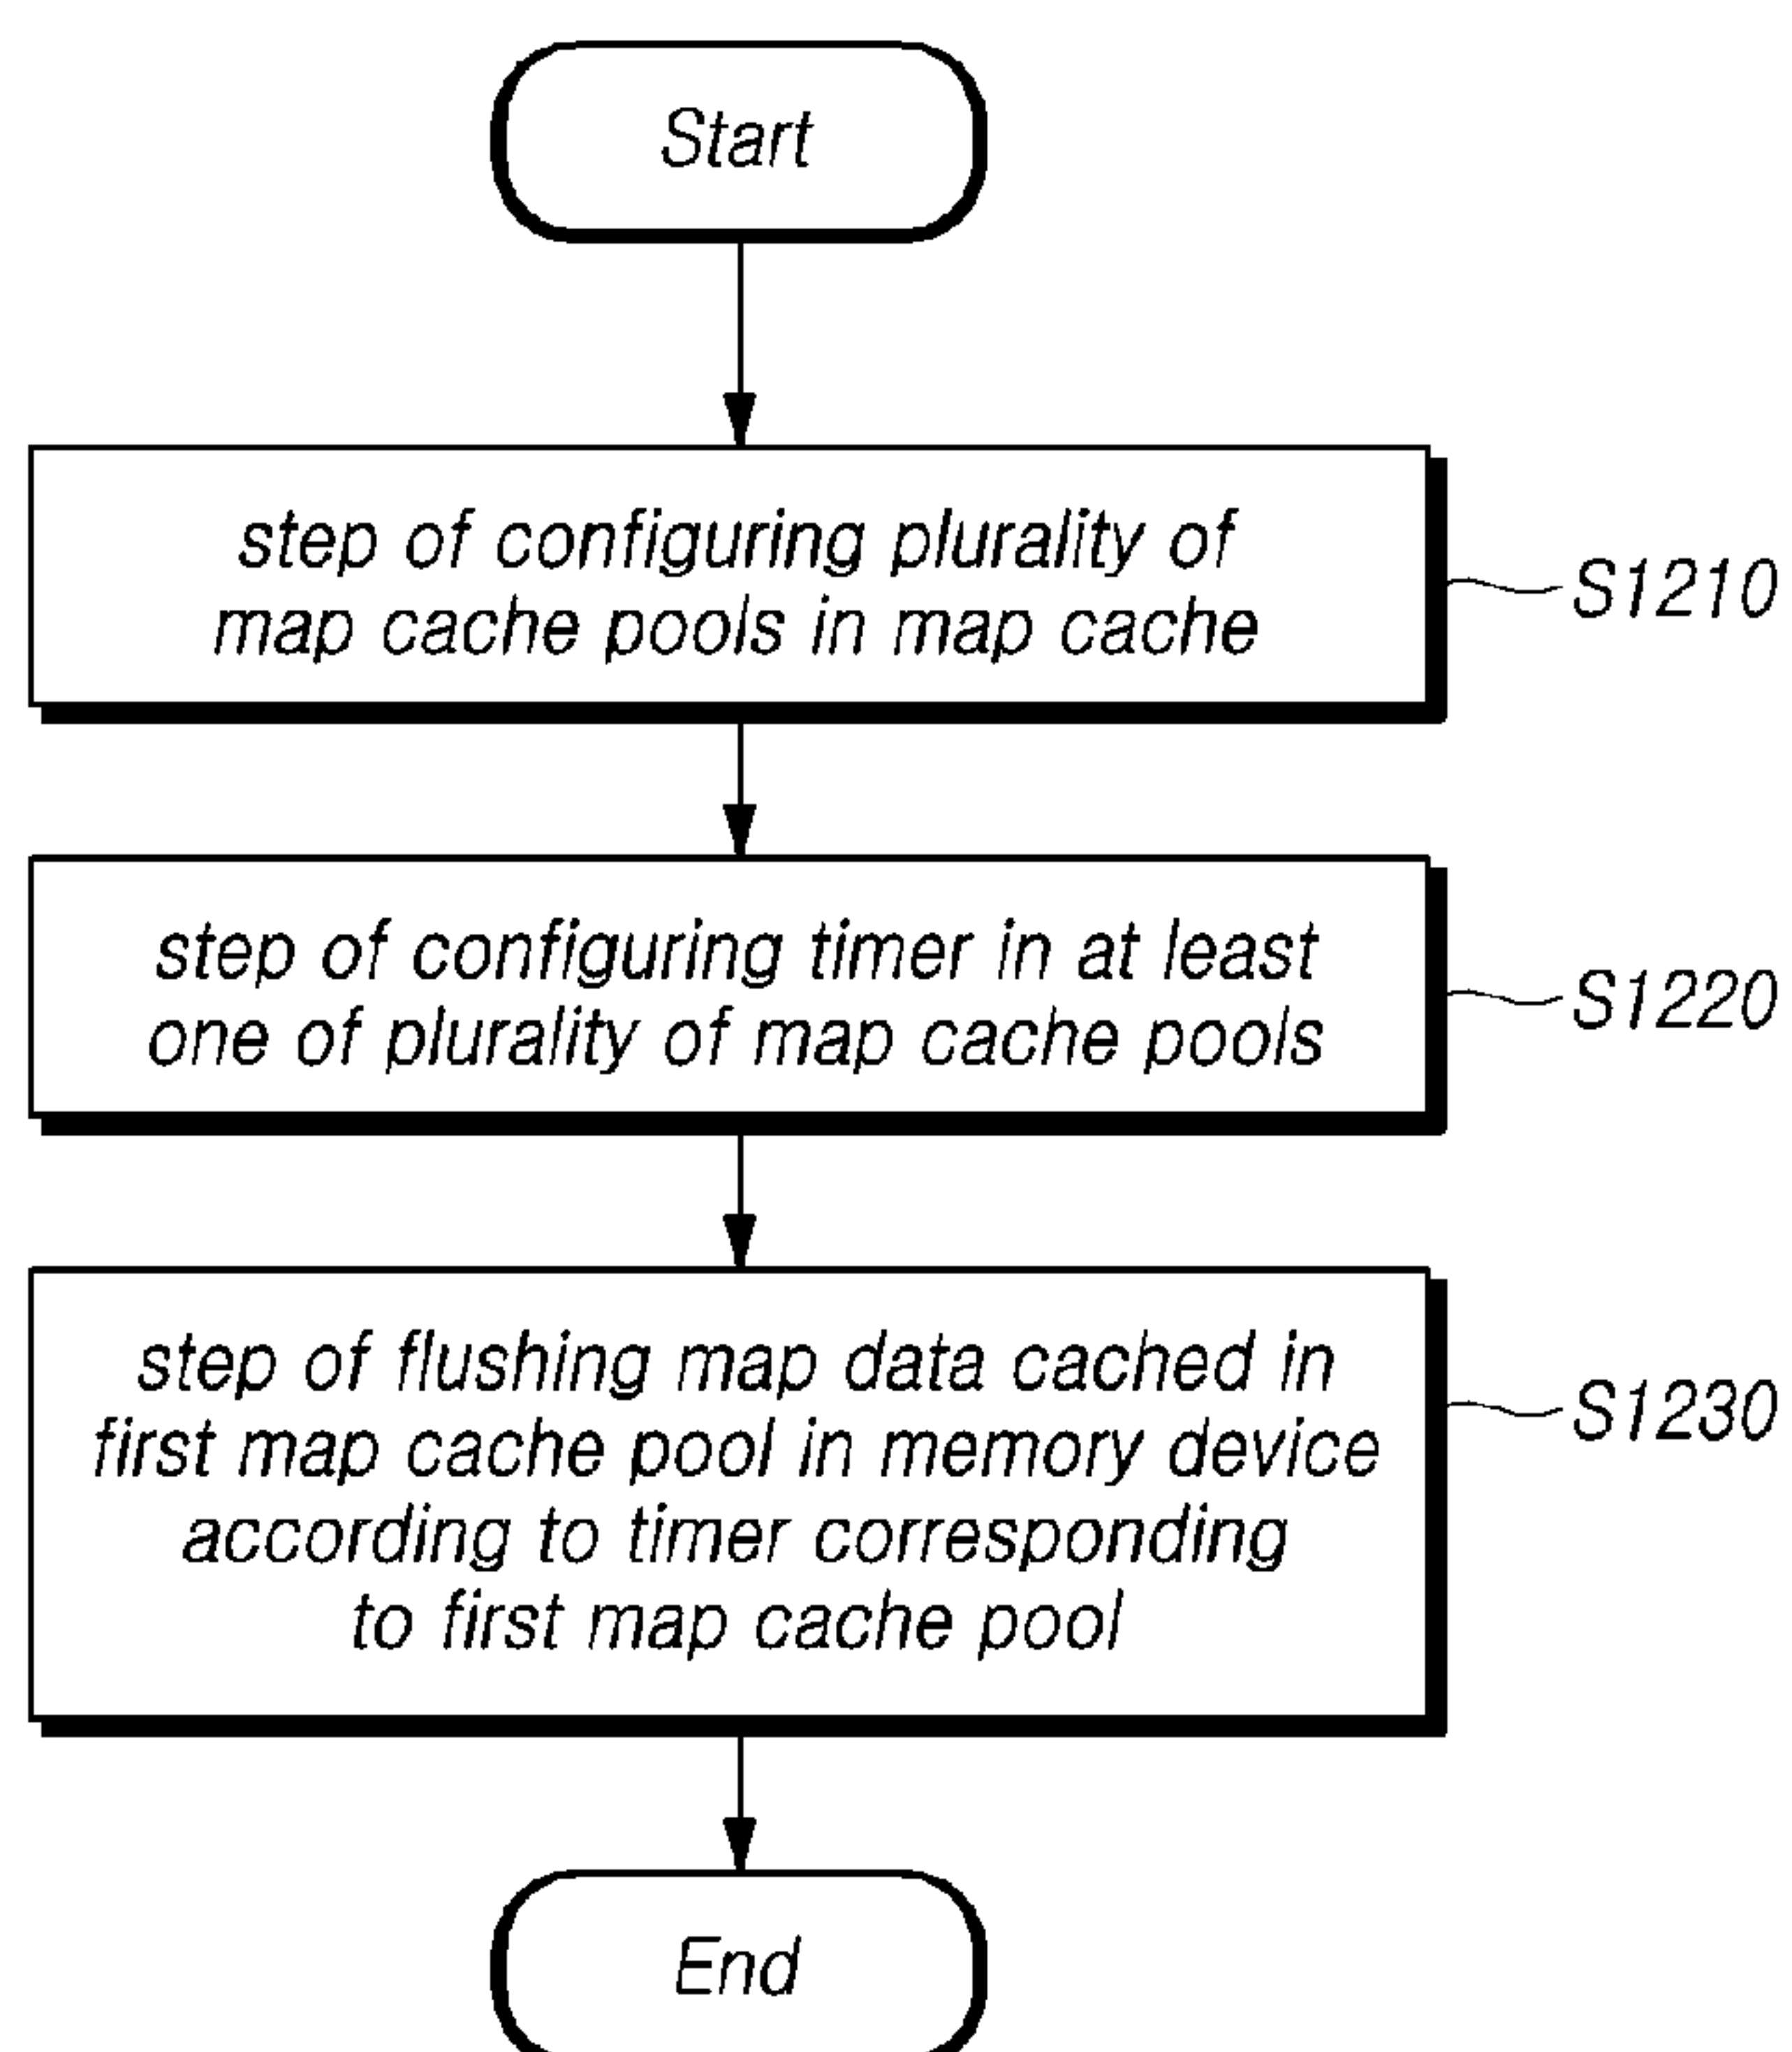 Start
step of configuring plurality of
map cache pools in map cache
S1210
step of configuring timer in at least
one of plurality of map cache pools
S1220
step of flushing map data cached in
first map cache pool in memory device
according to timer corresponding
to first map cache pool
S1230
End